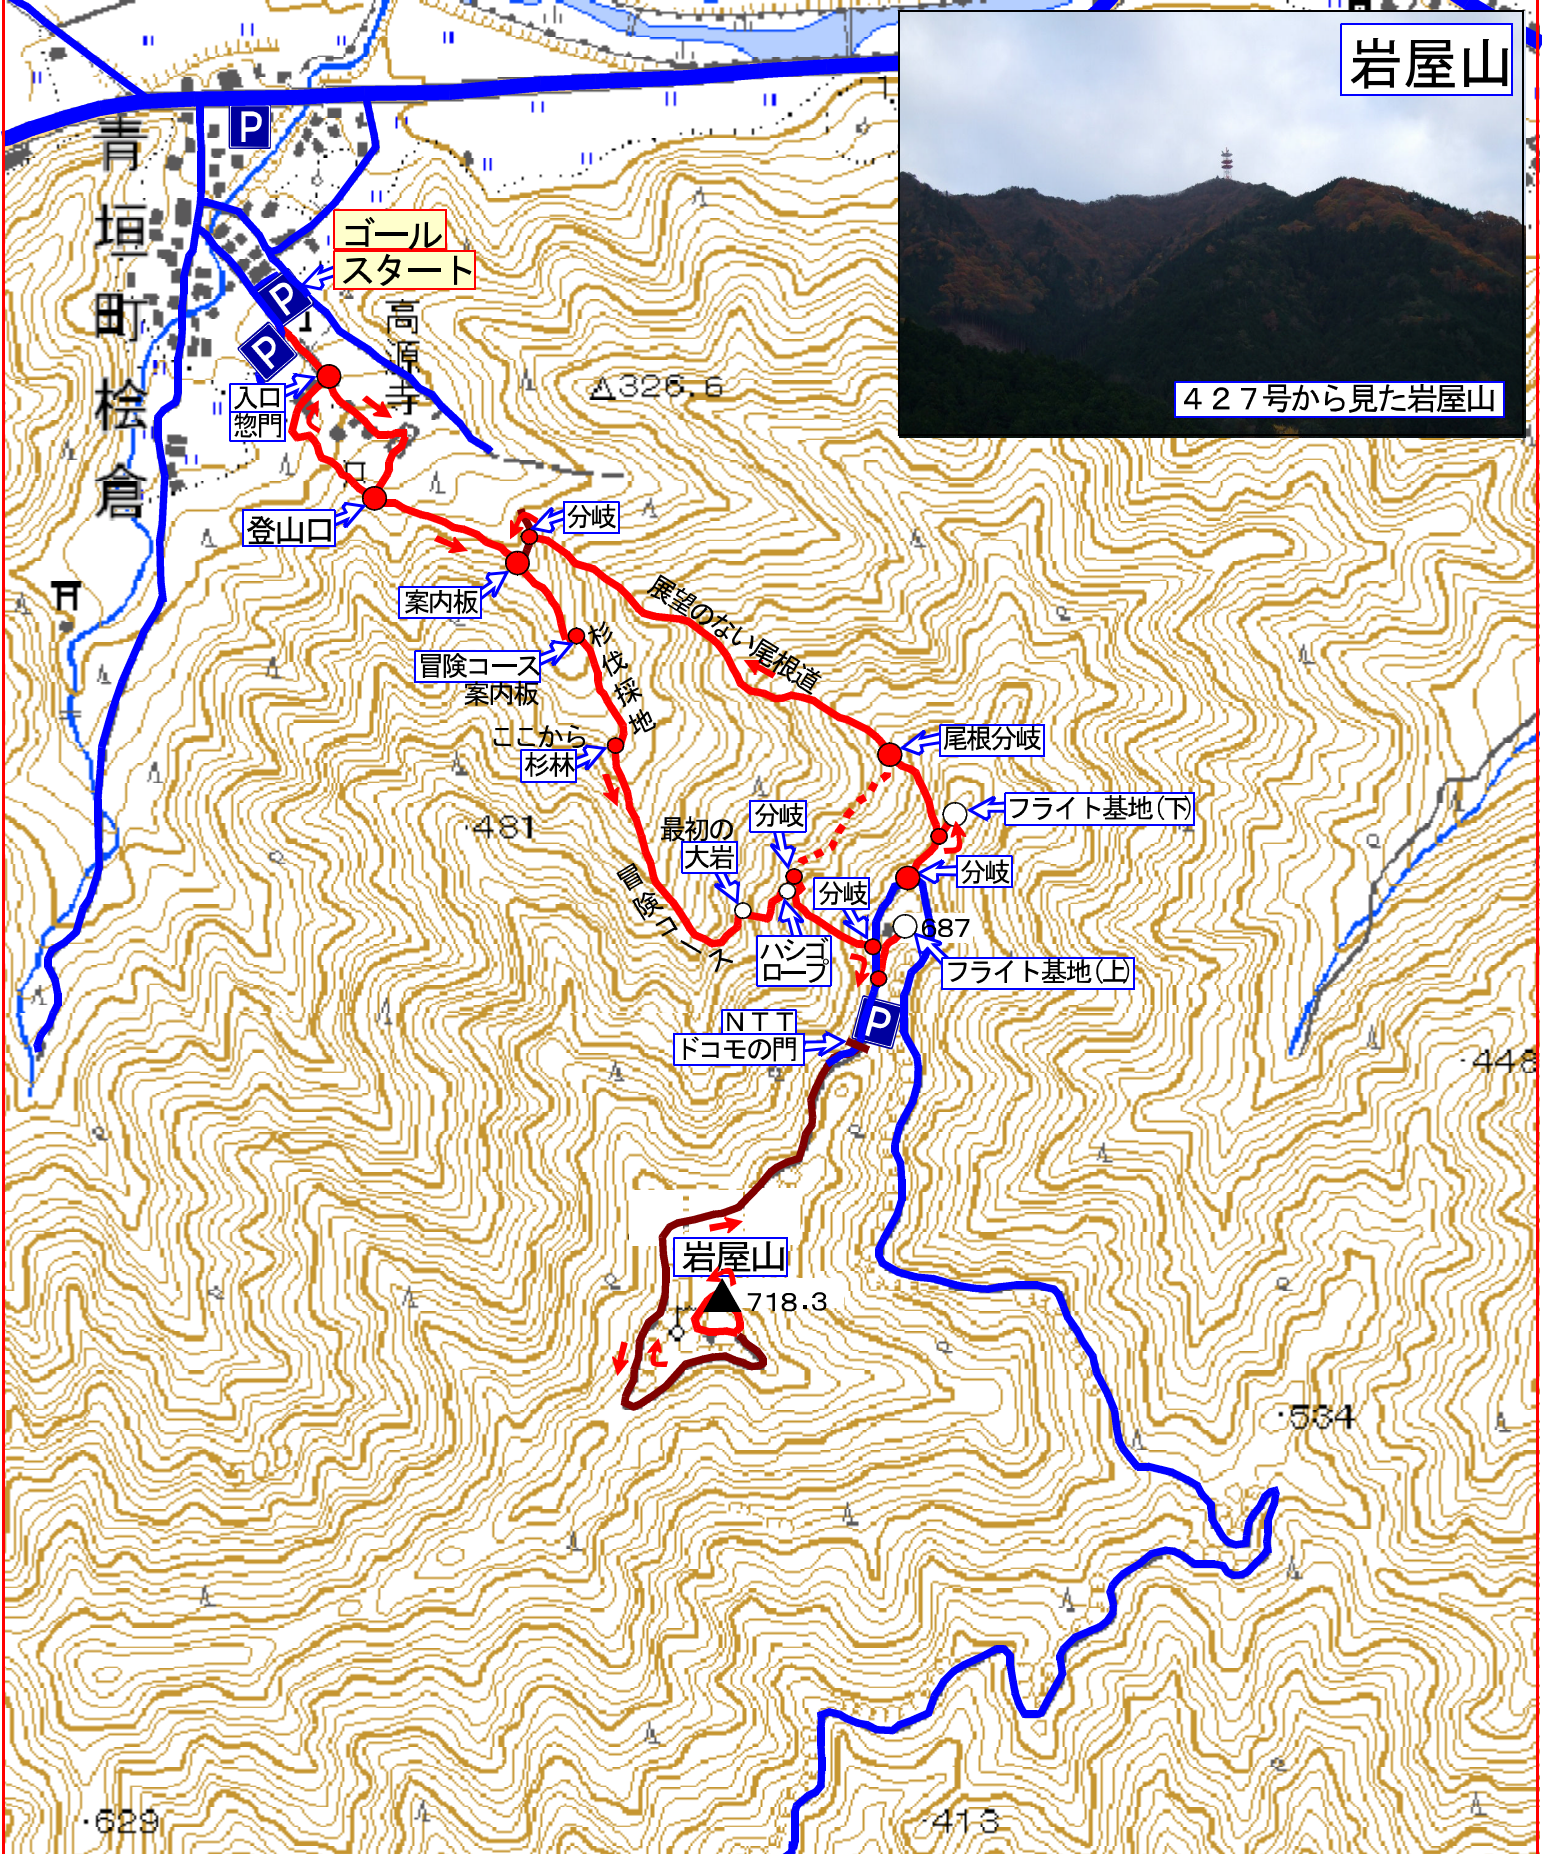 岩屋山
４２７号から見た岩屋山
P
青垣町桧倉
ゴール
スタート
P
P
高源寺
326.6
入口
惣門
登山口
分岐
案内板
展望のない尾根道
冒険コース
案内板
杉伐採地
ここから
杉林
尾根分岐
フライト基地(下)
分岐
481
最初の
大岩
分岐
分岐
冒険コース
687
ハシゴ
ロープ
フライト基地(上)
P
ＮＴＴ
ドコモの門
448
岩屋山
718.3
534
629
413